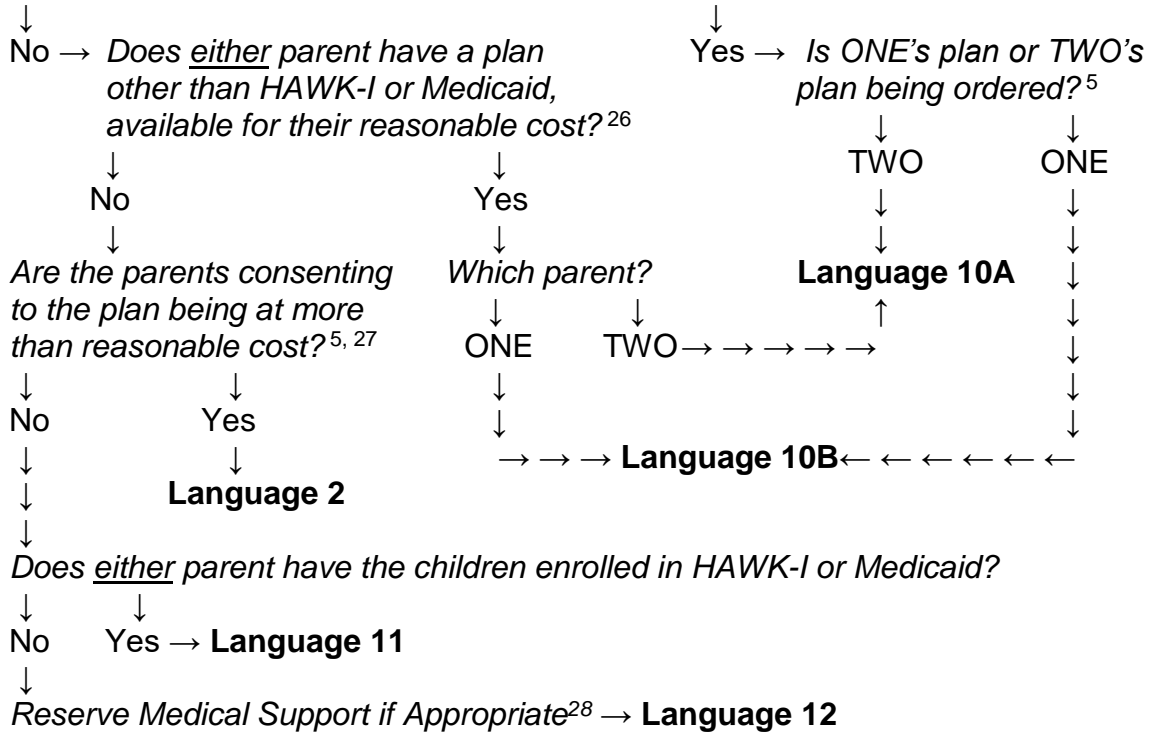 ↓ ↓
No → Does either parent have a plan Yes → Is ONE's plan or TWO's
other than HAWK-I or Medicaid, plan being ordered? 5
available for their reasonable cost? 26 ↓ ↓
↓ ↓ TWO ONE
No Yes ↓ ↓
↓ ↓ ↓ ↓
Are the parents consenting Which parent? Language 10A ↓
to the plan being at more ↓ ↓ ↑ ↓
than reasonable cost? 5, 27 ONE TWO→ → → → → ↓
↓ ↓ ↓ ↓
No Yes ↓ ↓
↓ ↓ → → → Language 10B← ← ← ← ← ←
↓ Language 2
↓
Does either parent have the children enrolled in HAWK-I or Medicaid?
↓ ↓
No Yes → Language 11
↓
Reserve Medical Support if Appropriate28 → Language 12